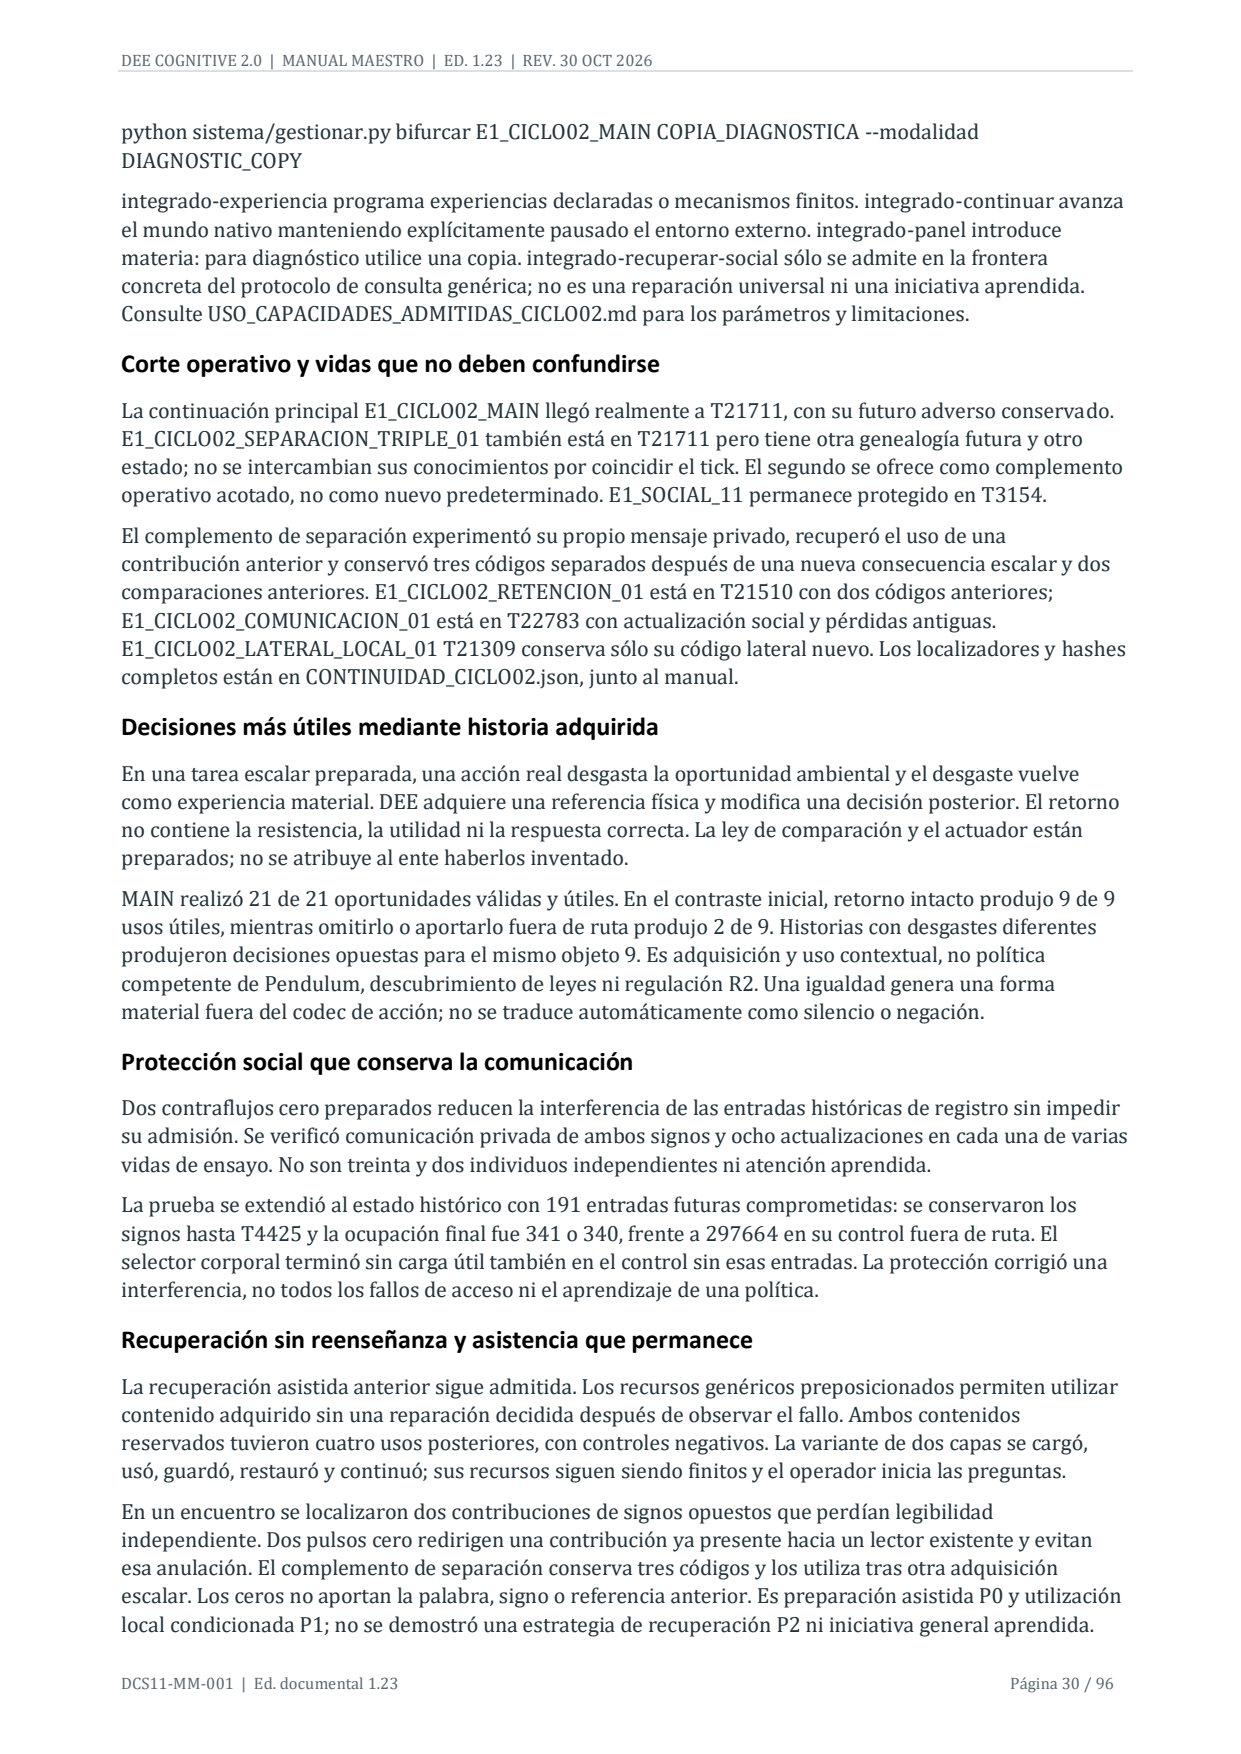 DEE COGNITIVE 2.0 | MANUAL MAESTRO | ED. 1.23 | REV. 30 OCT 2026
python sistema/gestionar.py bifurcar E1_CICLO02_MAIN COPIA_DIAGNOSTICA --modalidad
DIAGNOSTIC_COPY
integrado-experiencia programa experiencias declaradas o mecanismos finitos. integrado-continuar avanza
el mundo nativo manteniendo explícitamente pausado el entorno externo. integrado-panel introduce
materia: para diagnóstico utilice una copia. integrado-recuperar-social sólo se admite en la frontera
concreta del protocolo de consulta genérica; no es una reparación universal ni una iniciativa aprendida.
Consulte USO_CAPACIDADES_ADMITIDAS_CICLO02.md para los parámetros y limitaciones.
Corte operativo y vidas que no deben confundirse
La continuación principal E1_CICLO02_MAIN llegó realmente a T21711, con su futuro adverso conservado.
E1_CICLO02_SEPARACION_TRIPLE_01 también está en T21711 pero tiene otra genealogía futura y otro
estado; no se intercambian sus conocimientos por coincidir el tick. El segundo se ofrece como complemento
operativo acotado, no como nuevo predeterminado. E1_SOCIAL_11 permanece protegido en T3154.
El complemento de separación experimentó su propio mensaje privado, recuperó el uso de una
contribución anterior y conservó tres códigos separados después de una nueva consecuencia escalar y dos
comparaciones anteriores. E1_CICLO02_RETENCION_01 está en T21510 con dos códigos anteriores;
E1_CICLO02_COMUNICACION_01 está en T22783 con actualización social y pérdidas antiguas.
E1_CICLO02_LATERAL_LOCAL_01 T21309 conserva sólo su código lateral nuevo. Los localizadores y hashes
completos están en CONTINUIDAD_CICLO02.json, junto al manual.
Decisiones más útiles mediante historia adquirida
En una tarea escalar preparada, una acción real desgasta la oportunidad ambiental y el desgaste vuelve
como experiencia material. DEE adquiere una referencia física y modifica una decisión posterior. El retorno
no contiene la resistencia, la utilidad ni la respuesta correcta. La ley de comparación y el actuador están
preparados; no se atribuye al ente haberlos inventado.
MAIN realizó 21 de 21 oportunidades válidas y útiles. En el contraste inicial, retorno intacto produjo 9 de 9
usos útiles, mientras omitirlo o aportarlo fuera de ruta produjo 2 de 9. Historias con desgastes diferentes
produjeron decisiones opuestas para el mismo objeto 9. Es adquisición y uso contextual, no política
competente de Pendulum, descubrimiento de leyes ni regulación R2. Una igualdad genera una forma
material fuera del codec de acción; no se traduce automáticamente como silencio o negación.
Protección social que conserva la comunicación
Dos contraflujos cero preparados reducen la interferencia de las entradas históricas de registro sin impedir
su admisión. Se verificó comunicación privada de ambos signos y ocho actualizaciones en cada una de varias
vidas de ensayo. No son treinta y dos individuos independientes ni atención aprendida.
La prueba se extendió al estado histórico con 191 entradas futuras comprometidas: se conservaron los
signos hasta T4425 y la ocupación final fue 341 o 340, frente a 297664 en su control fuera de ruta. El
selector corporal terminó sin carga útil también en el control sin esas entradas. La protección corrigió una
interferencia, no todos los fallos de acceso ni el aprendizaje de una política.
Recuperación sin reenseñanza y asistencia que permanece
La recuperación asistida anterior sigue admitida. Los recursos genéricos preposicionados permiten utilizar
contenido adquirido sin una reparación decidida después de observar el fallo. Ambos contenidos
reservados tuvieron cuatro usos posteriores, con controles negativos. La variante de dos capas se cargó,
usó, guardó, restauró y continuó; sus recursos siguen siendo finitos y el operador inicia las preguntas.
En un encuentro se localizaron dos contribuciones de signos opuestos que perdían legibilidad
independiente. Dos pulsos cero redirigen una contribución ya presente hacia un lector existente y evitan
esa anulación. El complemento de separación conserva tres códigos y los utiliza tras otra adquisición
escalar. Los ceros no aportan la palabra, signo o referencia anterior. Es preparación asistida P0 y utilización
local condicionada P1; no se demostró una estrategia de recuperación P2 ni iniciativa general aprendida.
DCS11-MM-001 | Ed. documental 1.23
Página 30 / 96